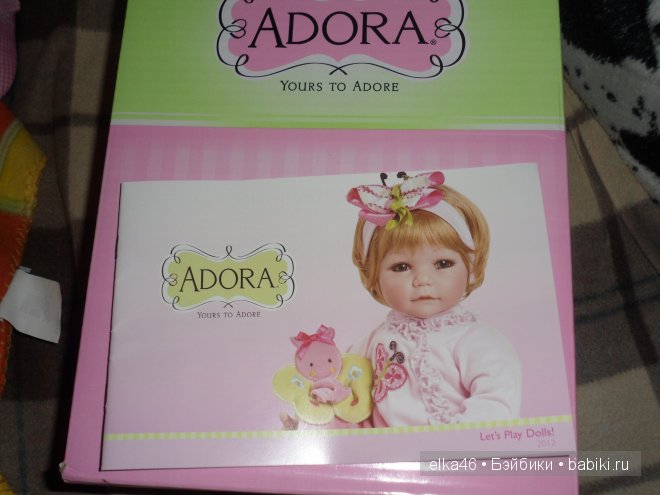 ADORA®
YOURS TO ADORE
ADORA
YOURS TO ADORE
Let's Play Dolls!
2012
elka46 • Бэйбики • babiki.ru